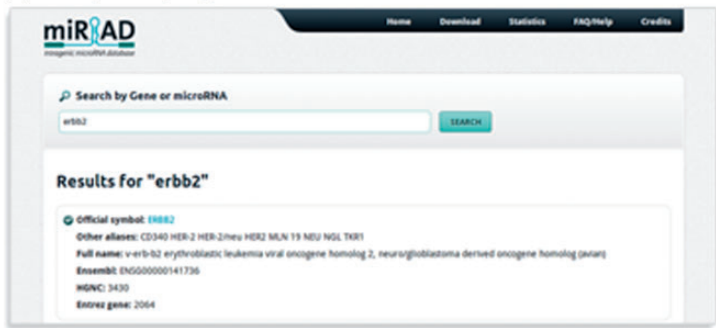 miRIAD
intragenic microRNA database
Home Download Statistics FAQ/Help Credits
Search by Gene or microRNA
erbb2
SEARCH
Results for "erbb2"
Official symbol: ERBB2
Other aliases: CD340 HER-2 HER-2/neu HER2 MLN 19 NEU NGL TKR1
Full name: v-erb-b2 erythroblastic leukemia viral oncogene homolog 2, neuro/glioblastoma derived oncogene homolog (avian)
Ensembl: ENSG00000141736
HGNC: 3430
Entrez gene: 2064